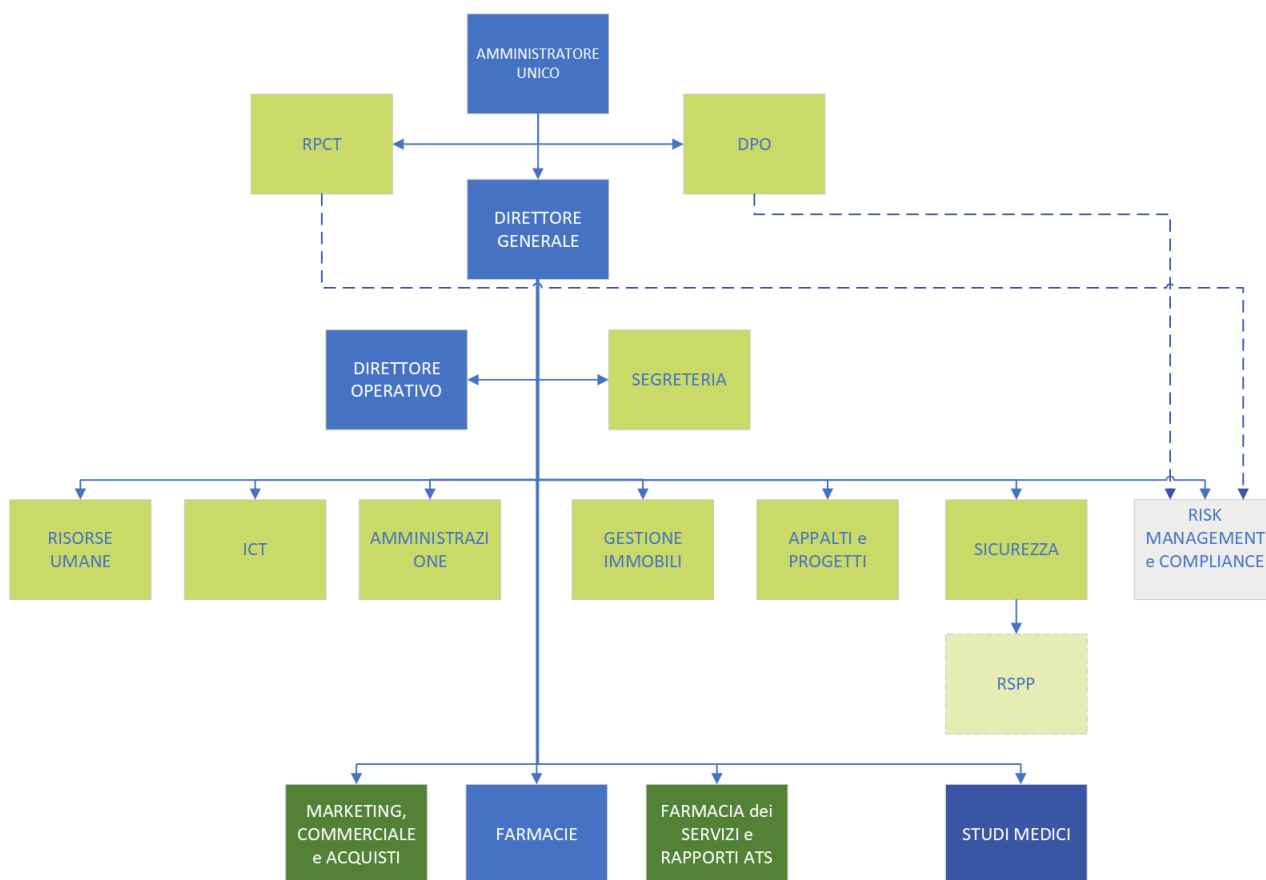 AMMINISTRATORE
UNICO
RPCT
DPO
DIRETTORE
GENERALE
DIRETTORE
OPERATIVO
SEGRETERIA
RISORSE
UMANE
ICT
AMMINISTRAZI
ONE
GESTIONE
IMMOBILI
APPALTI e
PROGETTI
SICUREZZA
RISK
MANAGEMENT
e COMPLIANCE
RSPP
MARKETING,
COMMERCIALE
e ACQUISTI
FARMACIE
FARMACIA dei
SERVIZI e
RAPPORTI ATS
STUDI MEDICI